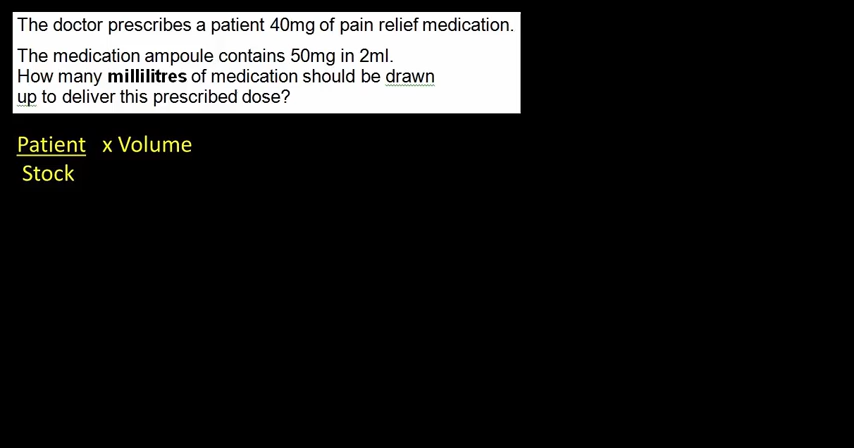 The doctor prescribes a patient 40mg of pain relief medication.
The medication ampoule contains 50mg in 2ml.
How many millilitres of medication should be drawn
up to deliver this prescribed dose?
Patient x Volume
Stock